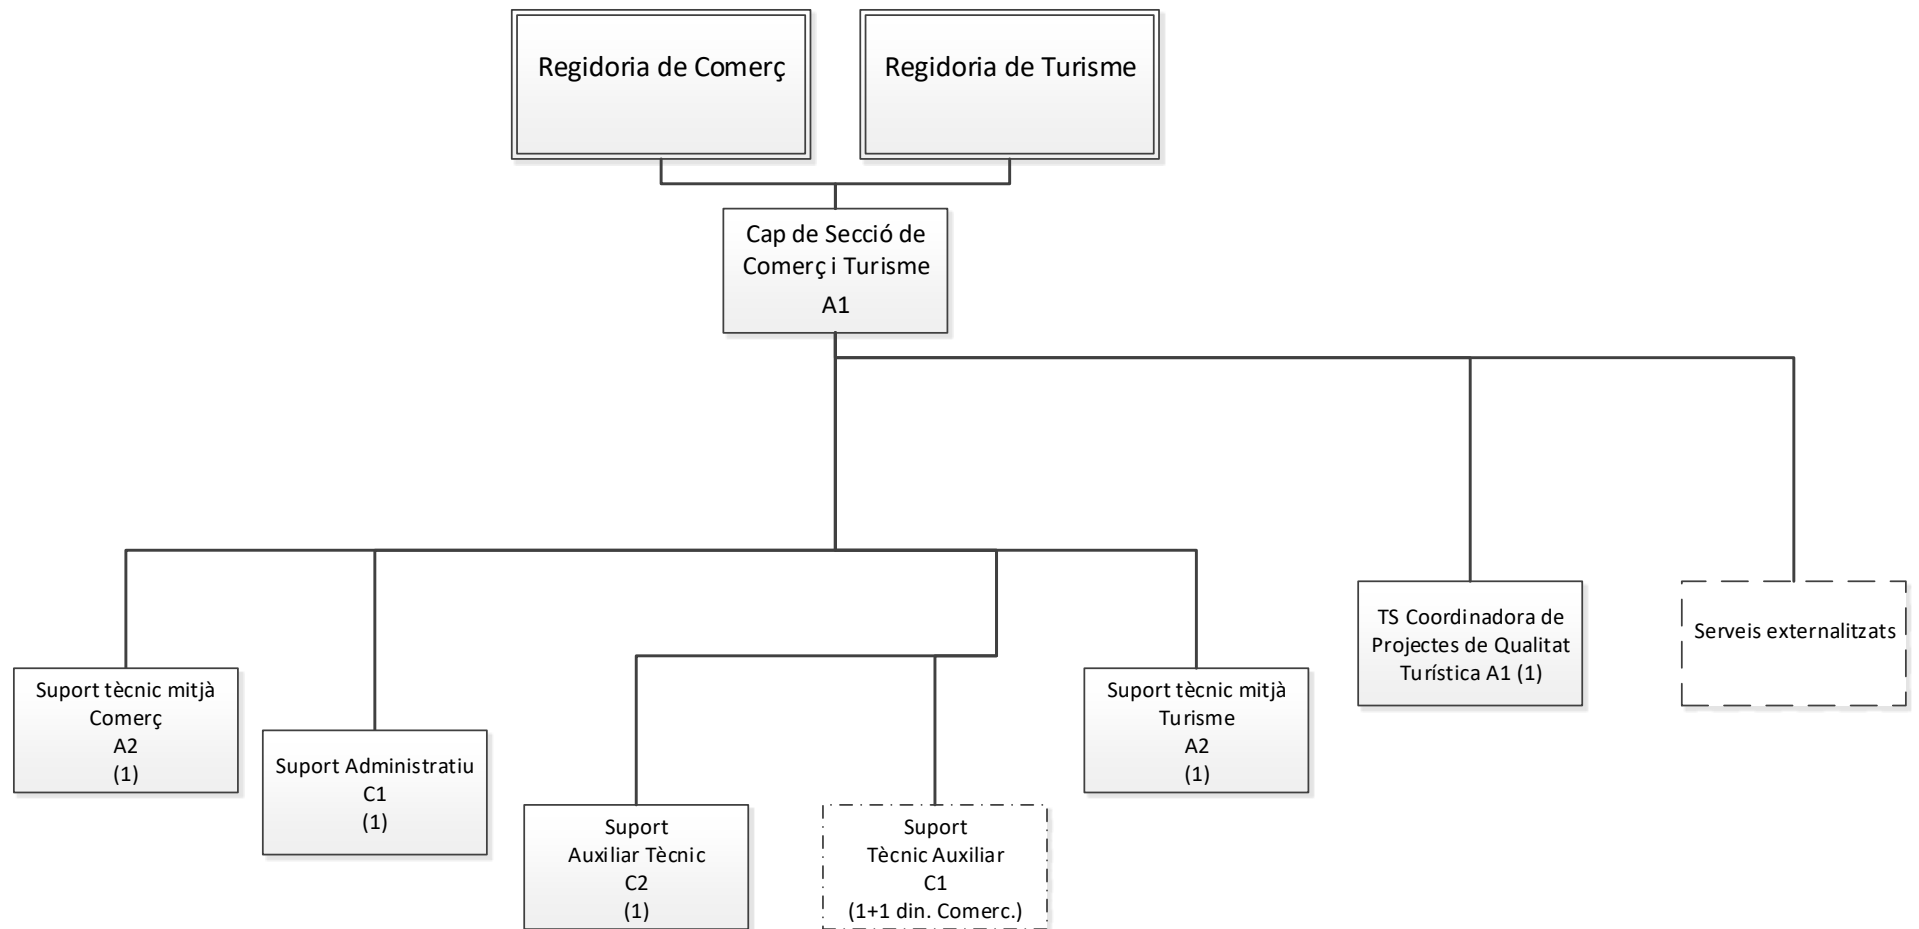 Regidoria de Comerç
Regidoria de Turisme
Cap de Secció de
Comerç i Turisme
A1
TS Coordinadora de
Projectes de Qualitat
Turística A1 (1)
Serveis externalitzats
Suport tècnic mitjà
Comerç
A2
(1)
Suport Administratiu
C1
(1)
Suport
Auxiliar Tècnic
C2
(1)
Suport
Tècnic Auxiliar
C1
(1+1 din. Comerc.)
Suport tècnic mitjà
Turisme
A2
(1)